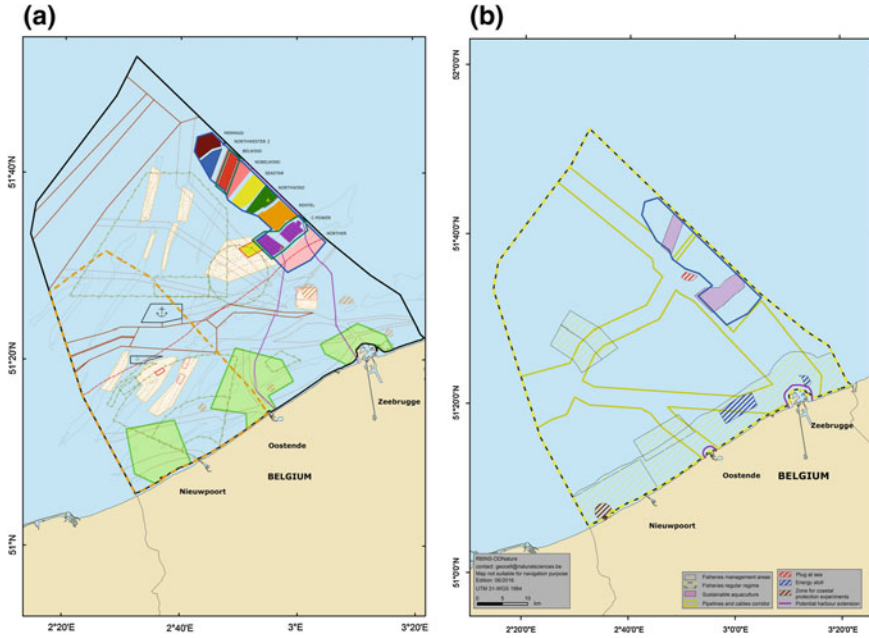 (a)
(b)
MERMAID
NORTHWESTER 2
BELWIND
NOBELWIND
SEASTAR
NORTHWIND
RENTEL
C-POWER
NORTHER
Zeebrugge
Oostende
BELGIUM
Nieuwpoort
51°40'N
51°20'N
51°N
2°20'E
2°40'E
3°E
3°20'E
52°0'0"N
51°40'N
51°20'N
51°0'0"N
Zeebrugge
Oostende
BELGIUM
Nieuwpoort
RBINS-ODNature
contact: geocell@naturalsciences.be
Map not suitable for navigation purpose
Edition: 06/2016
UTM 31-WGS 1984
0 5 10
km
Fisheries management areas
Fisheries regular regime
Sustainable aquaculture
Pipelines and cables corridor
Plug at sea
Energy atoll
Zone for coastal
protection experiments
Potential harbour extension
2°20'0"E
2°40'0"E
3°0'0"E
3°20'0"E